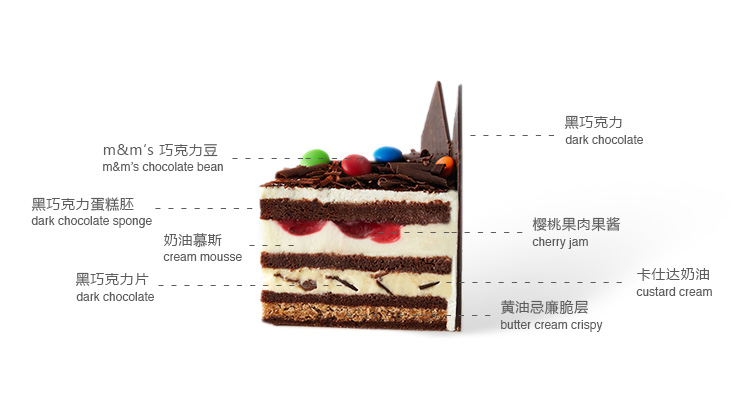 黑巧克力
dark chocolate
m&m's 巧克力豆
m&m's chocolate bean
黑巧克力蛋糕胚
dark chocolate sponge
樱桃果肉果酱
cherry jam
奶油慕斯
cream mousse
卡仕达奶油
custard cream
黑巧克力片
dark chocolate
黄油忌廉脆层
butter cream crispy